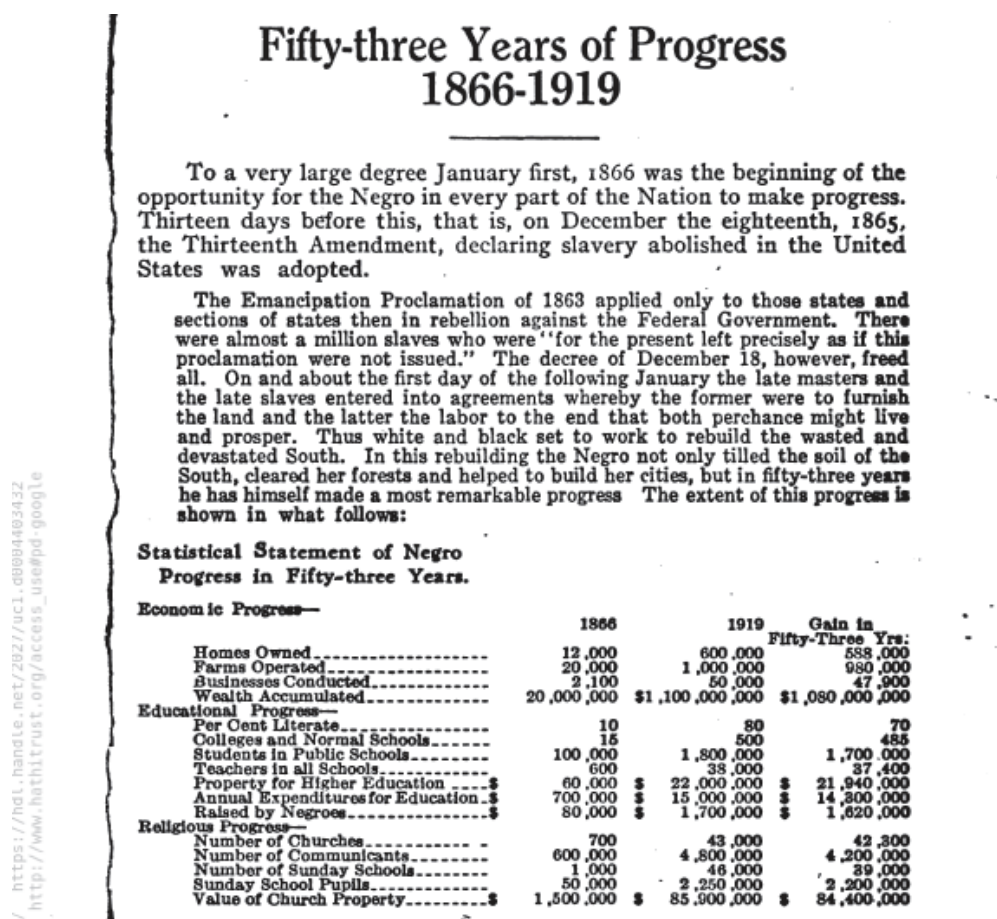 Fifty-three Years of Progress
1866-1919
To a very large degree January first, 1866 was the beginning of the
opportunity for the Negro in every part of the Nation to make progress.
Thirteen days before this, that is, on December the eighteenth, 1865,
the Thirteenth Amendment, declaring slavery abolished in the United
States was adopted.
The Emancipation Proclamation of 1863 applied only to those states and
sections of states then in rebellion against the Federal Government. There
were almost a million slaves who were "for the present left precisely as if this
proclamation were not issued." The decree of December 18, however, freed
all. On and about the first day of the following January the late masters and
the late slaves entered into agreements whereby the former were to furnish
the land and the latter the labor to the end that both perchance might live
and prosper. Thus white and black set to work to rebuild the wasted and
devastated South. In this rebuilding the Negro not only tilled the soil of the
South, cleared her forests and helped to build her cities, but in fifty-three years
he has himself made a most remarkable progress The extent of this progress is
shown in what follows:
Statistical Statement of Negro
Progress in Fifty-three Years.
Economic Progress—
1866 1919 Gain in
Fifty-Three Yrs:
Homes Owned 12,000 600,000 588,000
Farms Operated 20,000 1,000,000 980,000
Businesses Conducted 2,100 50,000 47,900
Wealth Accumulated 20,000,000 $1,100,000,000 $1,080,000,000
Educational Progress—
Per Cent Literate 10 80 70
Colleges and Normal Schools 15 500 485
Students in Public Schools 100,000 1,800,000 1,700.000
Teachers in all Schools 600 38,000 37,400
Property for Higher Education $ 60,000 $ 22,000,000 $ 21,940,000
Annual Expenditures for Education $ 700,000 $ 15,000,000 $ 14,300,000
Raised by Negroes $ 80,000 $ 1,700,000 $ 1,620,000
Religious Progress—
Number of Churches 700 43,000 42,300
Number of Communicants 600,000 4,800,000 4,200,000
Number of Sunday Schools 1,000 46,000 39,000
Sunday School Pupils 50,000 2,250,000 2,200,000
Value of Church Property $ 1,500,000 $ 85,900,000 $ 84,400,000
https://hdl.handle.net/2027/uc1.d0004403432
http://www.hathitrust.org/access_use#pd-google